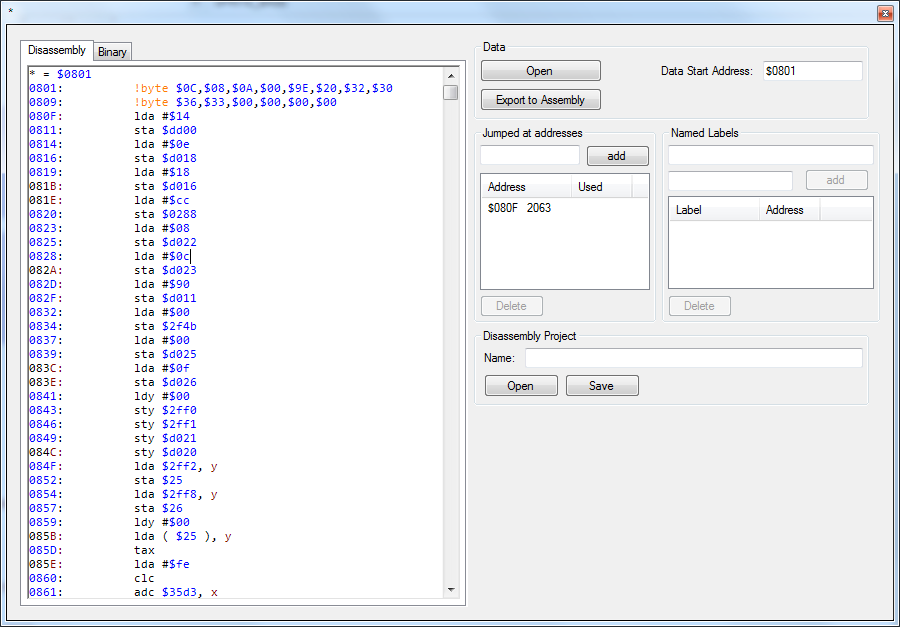 *
Disassembly Binary
* = $0801
0801: !byte $0C,$08,$0A,$00,$9E,$20,$32,$30
0809: !byte $36,$33,$00,$00,$00,$00
080F: lda #$14
0811: sta $dd00
0814: lda #$0e
0816: sta $d018
0819: lda #$18
081B: sta $d016
081E: lda #$cc
0820: sta $0288
0823: lda #$08
0825: sta $d022
0828: lda #$0c
082A: sta $d023
082D: lda #$90
082F: sta $d011
0832: lda #$00
0834: sta $2f4b
0837: lda #$00
0839: sta $d025
083C: lda #$0f
083E: sta $d026
0841: ldy #$00
0843: sty $2ff0
0846: sty $2ff1
0849: sty $d021
084C: sty $d020
084F: lda $2ff2, y
0852: sta $25
0854: lda $2ff8, y
0857: sta $26
0859: ldy #$00
085B: lda ( $25 ), y
085D: tax
085E: lda #$fe
0860: clc
0861: adc $35d3, x
Data
Open
Data Start Address: $0801
Export to Assembly
Jumped at addresses
add
Address Used
$080F 2063
Delete
Named Labels
add
Label Address
Delete
Disassembly Project
Name:
Open Save